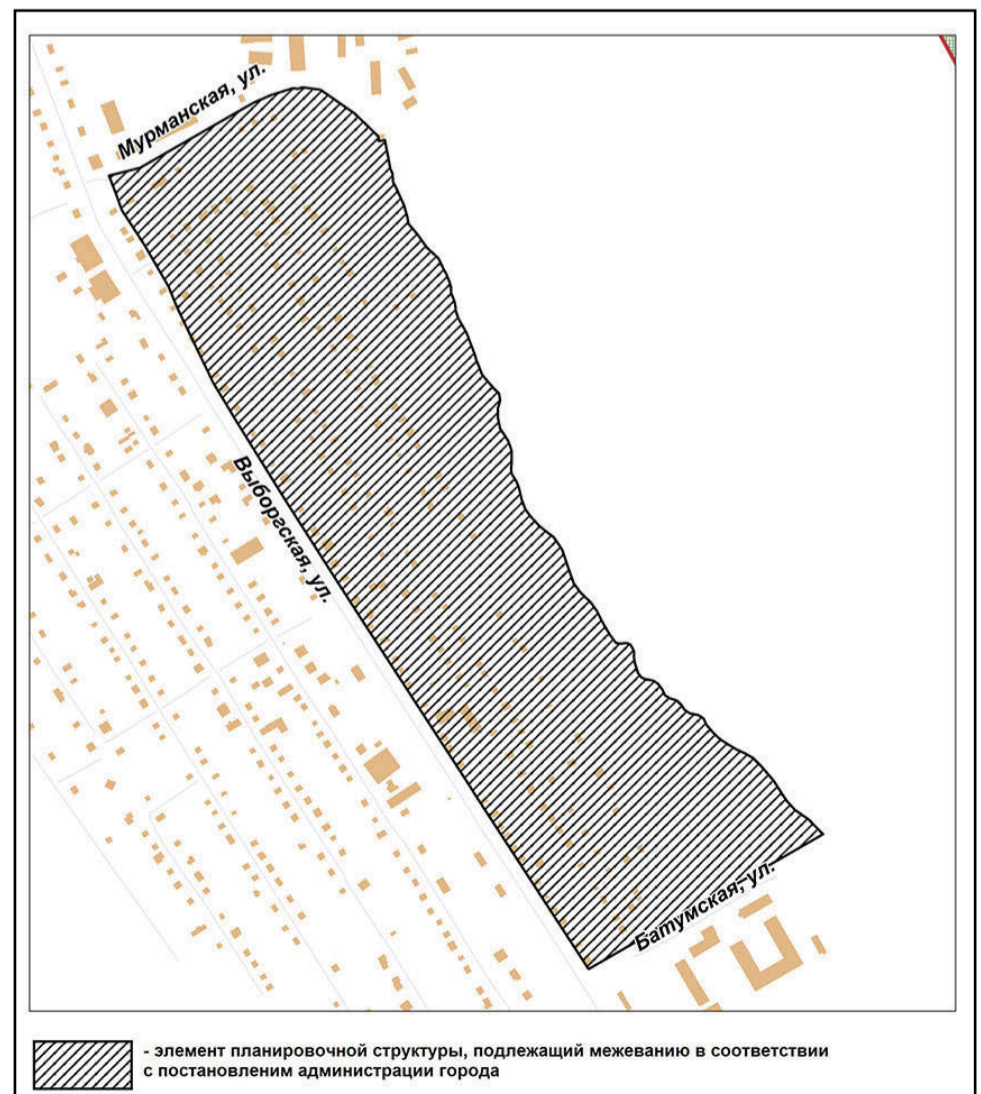 Мурманская, ул.
Выборгская, ул.
Батумская, ул.
- элемент планировочной структуры, подлежащий межеванию в соответствии
с постановлением администрации города